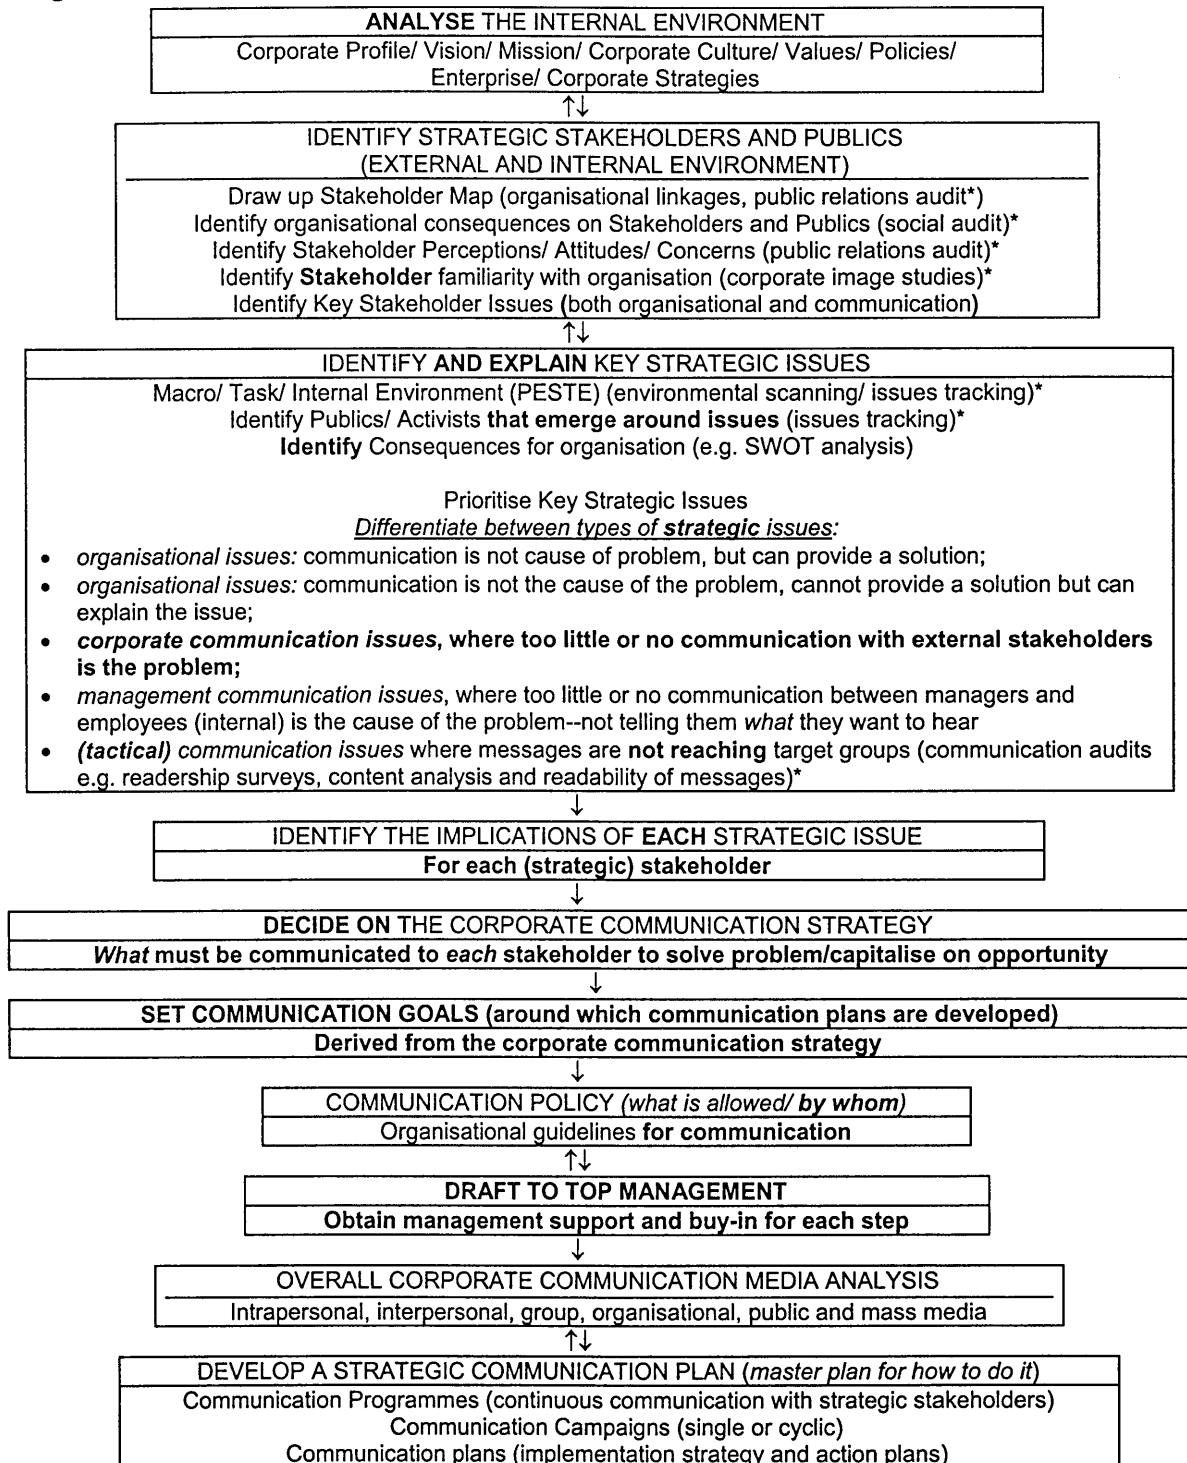 ANALYSE THE INTERNAL ENVIRONMENT
Corporate Profile/ Vision/ Mission/ Corporate Culture/ Values/ Policies/
Enterprise/ Corporate Strategies
↑↓
IDENTIFY STRATEGIC STAKEHOLDERS AND PUBLICS
(EXTERNAL AND INTERNAL ENVIRONMENT)
Draw up Stakeholder Map (organisational linkages, public relations audit*)
Identify organisational consequences on Stakeholders and Publics (social audit)*
Identify Stakeholder Perceptions/ Attitudes/ Concerns (public relations audit)*
Identify Stakeholder familiarity with organisation (corporate image studies)*
Identify Key Stakeholder Issues (both organisational and communication)
↑↓
IDENTIFY AND EXPLAIN KEY STRATEGIC ISSUES
Macro/ Task/ Internal Environment (PESTE) (environmental scanning/ issues tracking)*
Identify Publics/ Activists that emerge around issues (issues tracking)*
Identify Consequences for organisation (e.g. SWOT analysis)
Prioritise Key Strategic Issues
Differentiate between types of strategic issues:
• organisational issues: communication is not cause of problem, but can provide a solution;
• organisational issues: communication is not the cause of the problem, cannot provide a solution but can
explain the issue;
• corporate communication issues, where too little or no communication with external stakeholders
is the problem;
• management communication issues, where too little or no communication between managers and
employees (internal) is the cause of the problem--not telling them what they want to hear
• (tactical) communication issues where messages are not reaching target groups (communication audits
e.g. readership surveys, content analysis and readability of messages)*
↓
IDENTIFY THE IMPLICATIONS OF EACH STRATEGIC ISSUE
For each (strategic) stakeholder
↓
DECIDE ON THE CORPORATE COMMUNICATION STRATEGY
What must be communicated to each stakeholder to solve problem/capitalise on opportunity
↓
SET COMMUNICATION GOALS (around which communication plans are developed)
Derived from the corporate communication strategy
↓
COMMUNICATION POLICY (what is allowed/ by whom)
Organisational guidelines for communication
↑↓
DRAFT TO TOP MANAGEMENT
Obtain management support and buy-in for each step
↓
OVERALL CORPORATE COMMUNICATION MEDIA ANALYSIS
Intrapersonal, interpersonal, group, organisational, public and mass media
↑↓
DEVELOP A STRATEGIC COMMUNICATION PLAN (master plan for how to do it)
Communication Programmes (continuous communication with strategic stakeholders)
Communication Campaigns (single or cyclic)
Communication plans (implementation strategy and action plans)